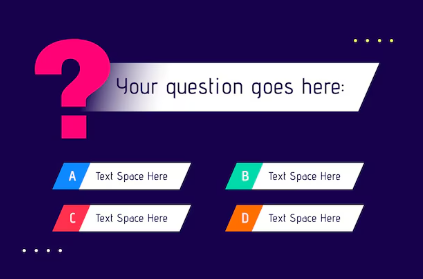 ?
Your question goes here:
A Text Space Here
B Text Space Here
C Text Space Here
D Text Space Here